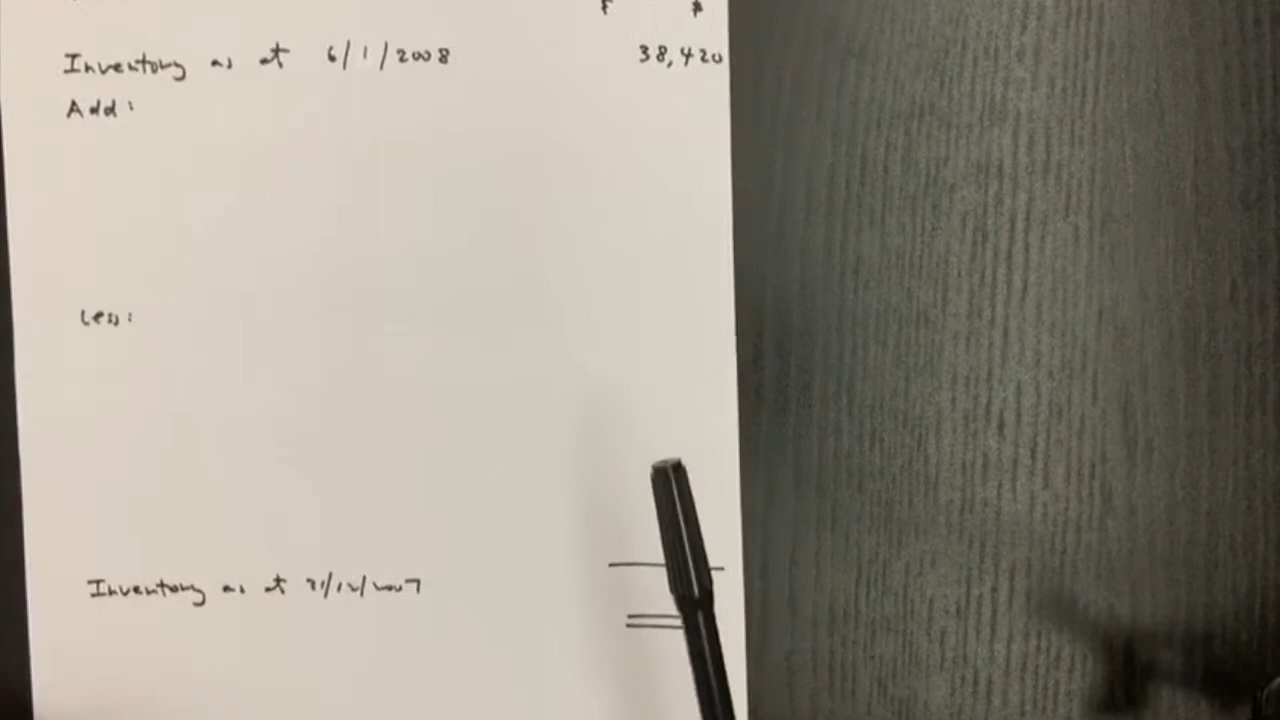 $ $
Inventory as at 6/1/2008 38,420
Add:
Less:
Inventory as at 31/12/2007